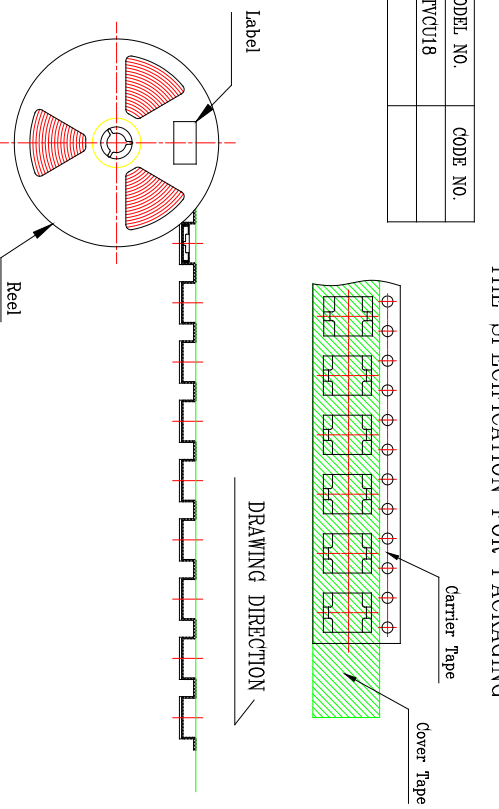 THE SPECIFICATION FOR PACKAGING
ODEL NO.
CODE NO.
TVCU18
Label
Reel
Carrier Tape
Cover Tape
DRAWING DIRECTION